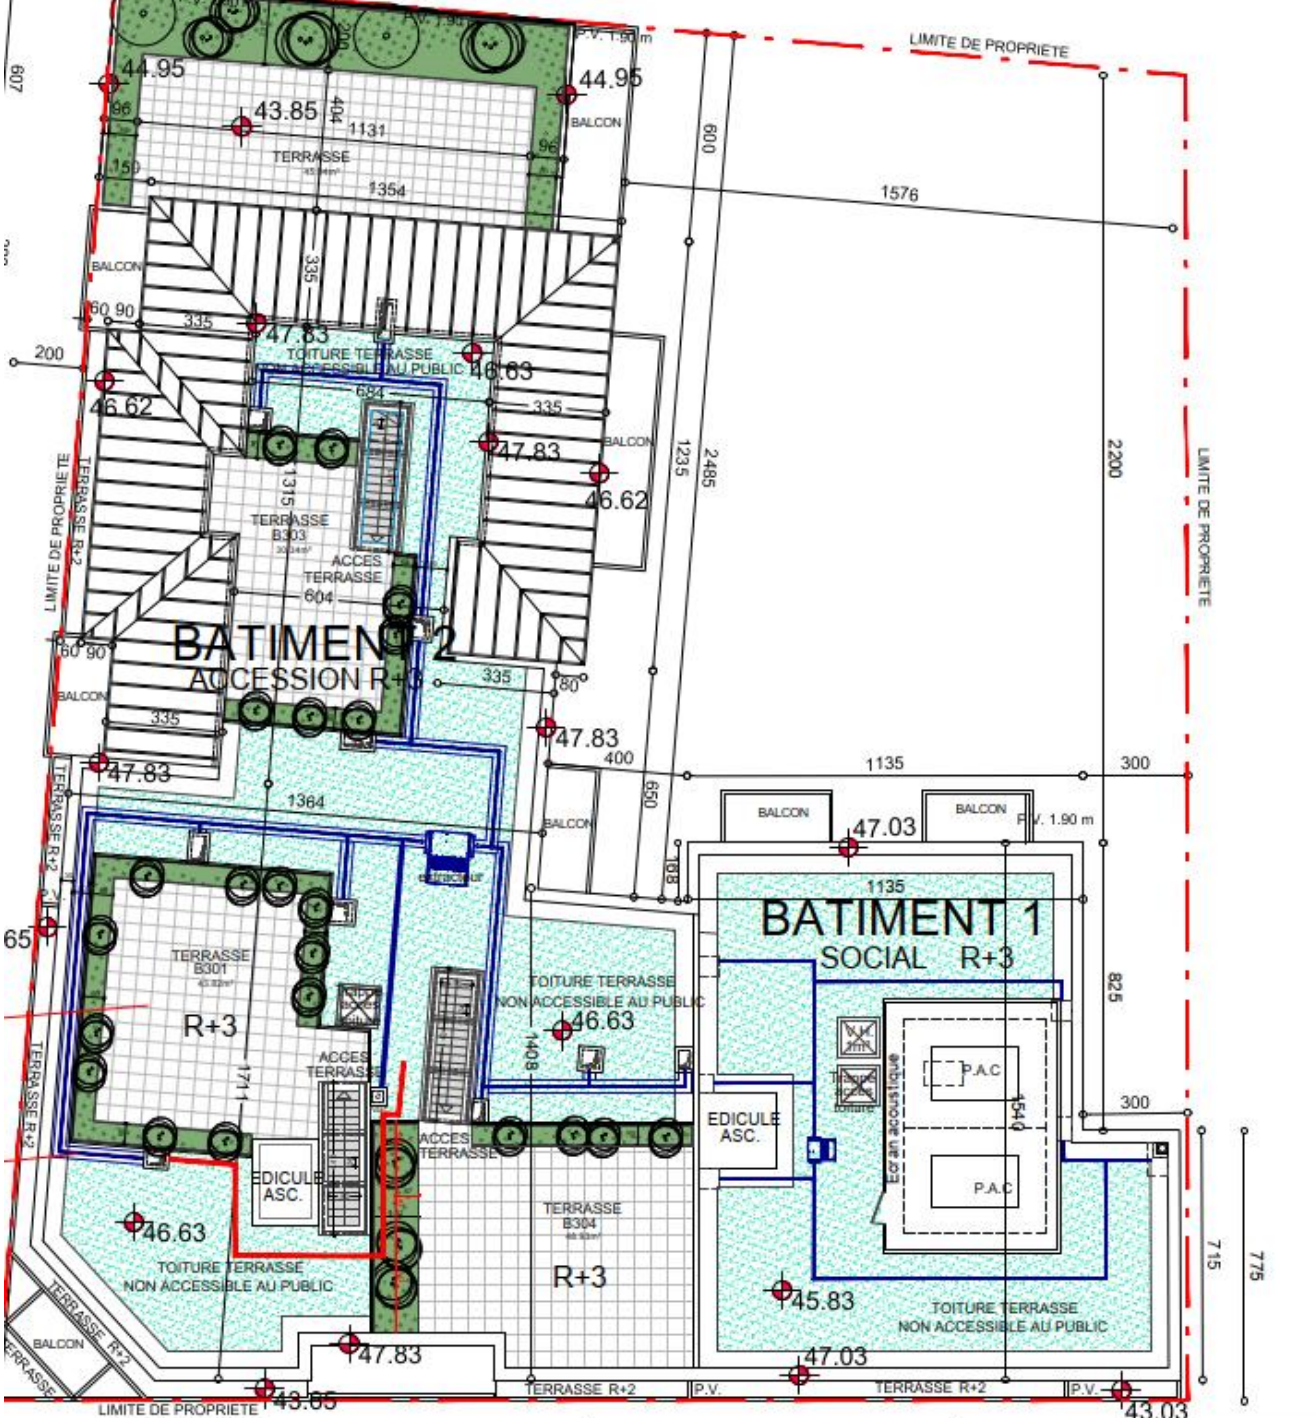 P.V. 1.90 m
LIMITE DE PROPRIETE
607
44.95
44.95
43.85
96
404
1131
BALCON
96
TERRASSE
150
1354
600
1576
BALCON
335
60 90
335
47.83
TOITURE TERRASSE
NON ACCESSIBLE AU PUBLIC
46.63
200
46.62
684
335
BALCON
47.83
46.62
1235
2485
2200
LIMITE DE PROPRIETE
LIMITE DE PROPRIETE
TERRASSE R+2
1315
TERRASSE
B303
ACCES
TERRASSE
604
BATIMENT 2
ACCESSION R+3
60 90
BALCON
335
335
80
47.83
400
47.83
1135
300
TERRASSE R+2
1364
650
BALCON
BALCON
BALCON
P.V. 1.90 m
47.03
extracteur
168
1135
BATIMENT 1
SOCIAL R+3
65
TERRASSE
B301
R+3
TOITURE TERRASSE
NON ACCESSIBLE AU PUBLIC
46.63
825
TERRASSE R+2
ACCES
TERRASSE
1711
1408
Trappe
accès
toiture
Ecran acoustique
P.A.C
1540
300
EDICULE
ASC.
ACCES
TERRASSE
EDICULE
ASC.
P.A.C
46.63
TERRASSE
B304
R+3
715
775
TOITURE TERRASSE
NON ACCESSIBLE AU PUBLIC
45.83
TOITURE TERRASSE
NON ACCESSIBLE AU PUBLIC
TERRASSE R+2
BALCON
TERRASSE
47.83
47.03
43.85
TERRASSE R+2
P.V.
TERRASSE R+2
P.V.
43.03
LIMITE DE PROPRIETE